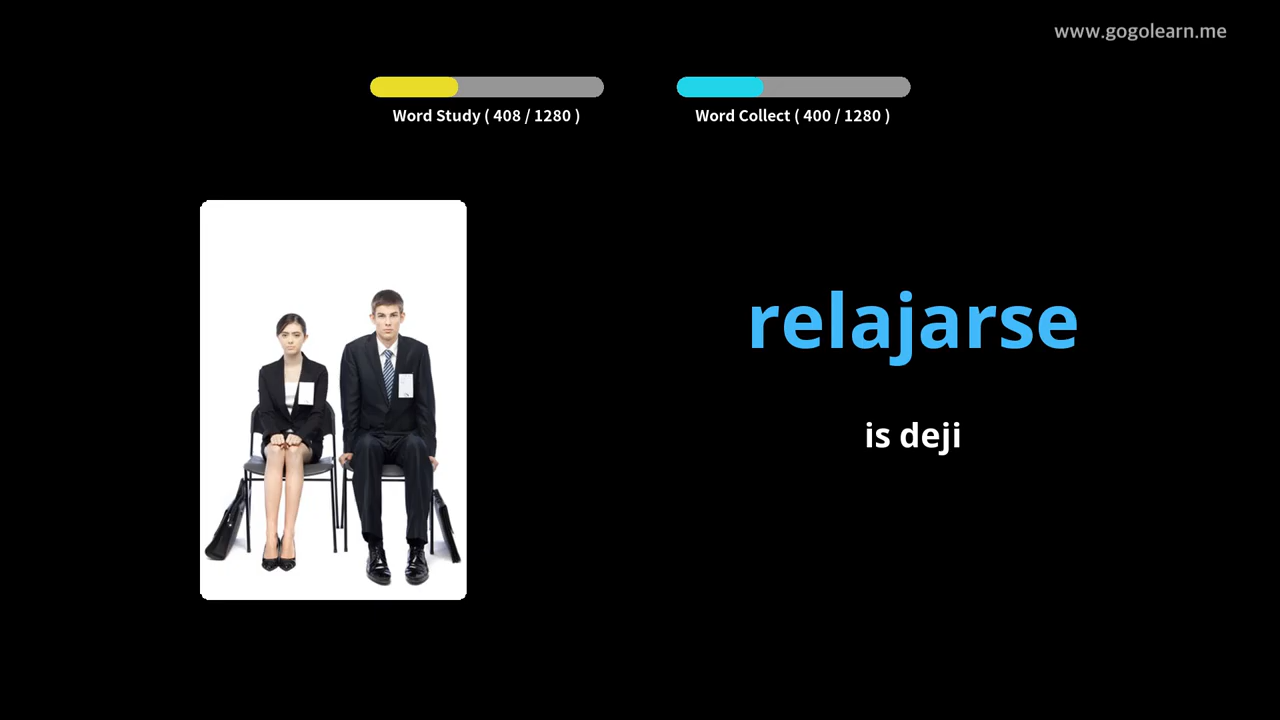 www.gogolearn.me
Word Study ( 408 / 1280 )
Word Collect ( 400 / 1280 )
relajarse
is deji